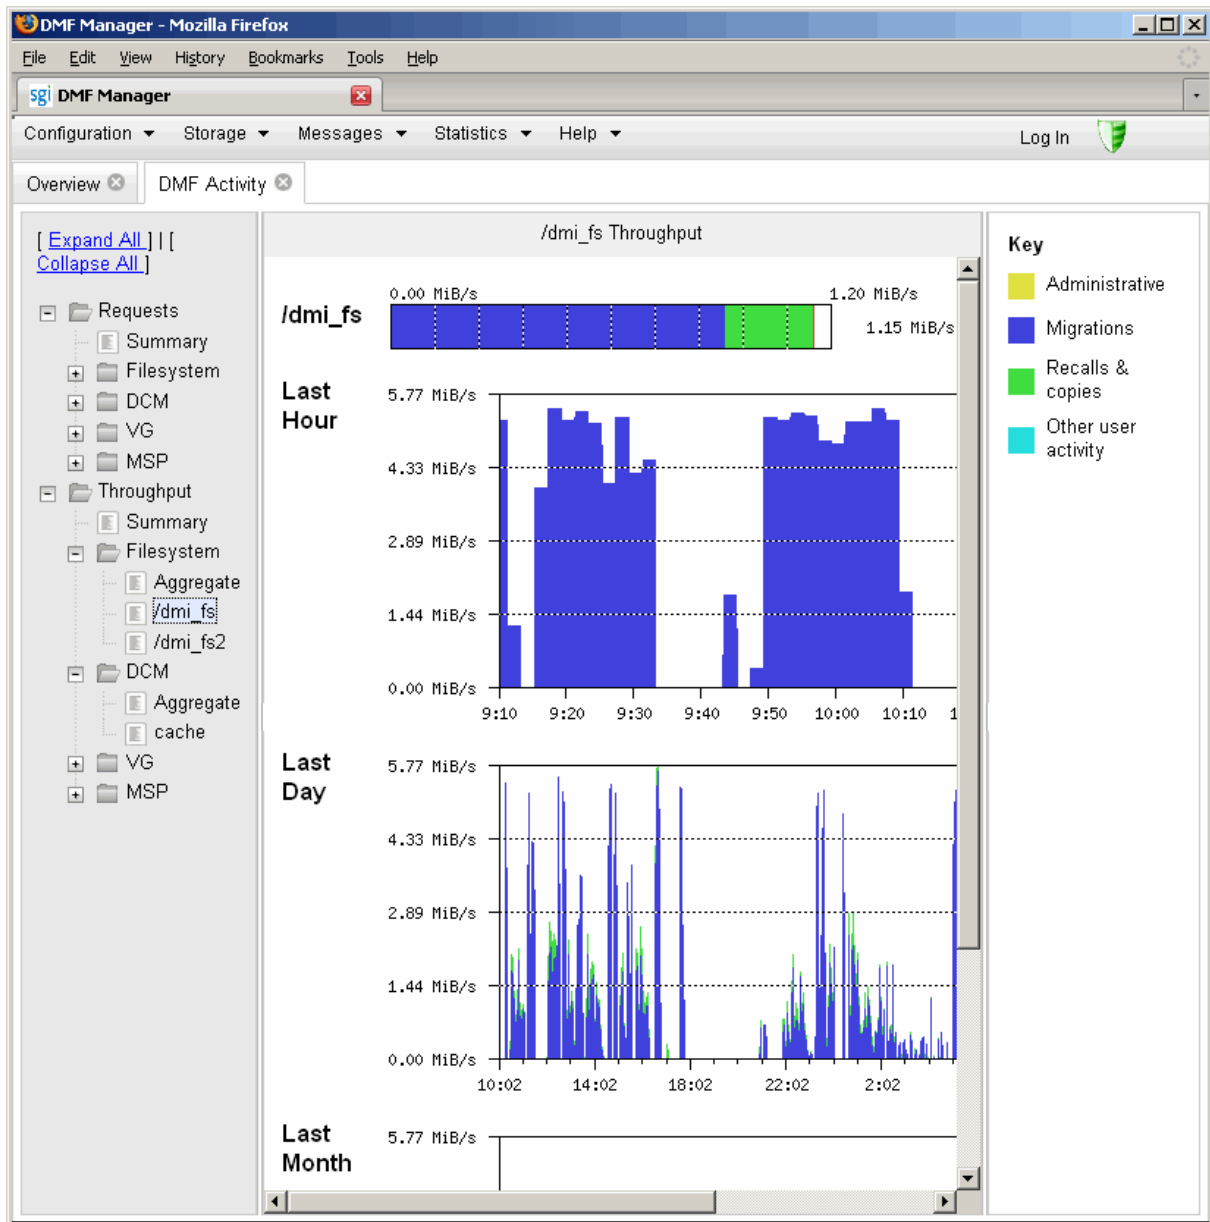 DMF Manager - Mozilla Firefox
File Edit View History Bookmarks Tools Help
sgi DMF Manager
Configuration Storage Messages Statistics Help Log In
Overview DMF Activity
[ Expand All ] | [
Collapse All ]
Requests
Summary
Filesystem
DCM
VG
MSP
Throughput
Summary
Filesystem
Aggregate
/dmi_fs
/dmi_fs2
DCM
Aggregate
cache
VG
MSP
/dmi_fs Throughput
/dmi_fs
0.00 MiB/s 1.20 MiB/s
1.15 MiB/s
Last
Hour
5.77 MiB/s
4.33 MiB/s
2.89 MiB/s
1.44 MiB/s
0.00 MiB/s
9:10 9:20 9:30 9:40 9:50 10:00 10:10 1
Last
Day
5.77 MiB/s
4.33 MiB/s
2.89 MiB/s
1.44 MiB/s
0.00 MiB/s
10:02 14:02 18:02 22:02 2:02
Last
Month
5.77 MiB/s
Key
Administrative
Migrations
Recalls &
copies
Other user
activity